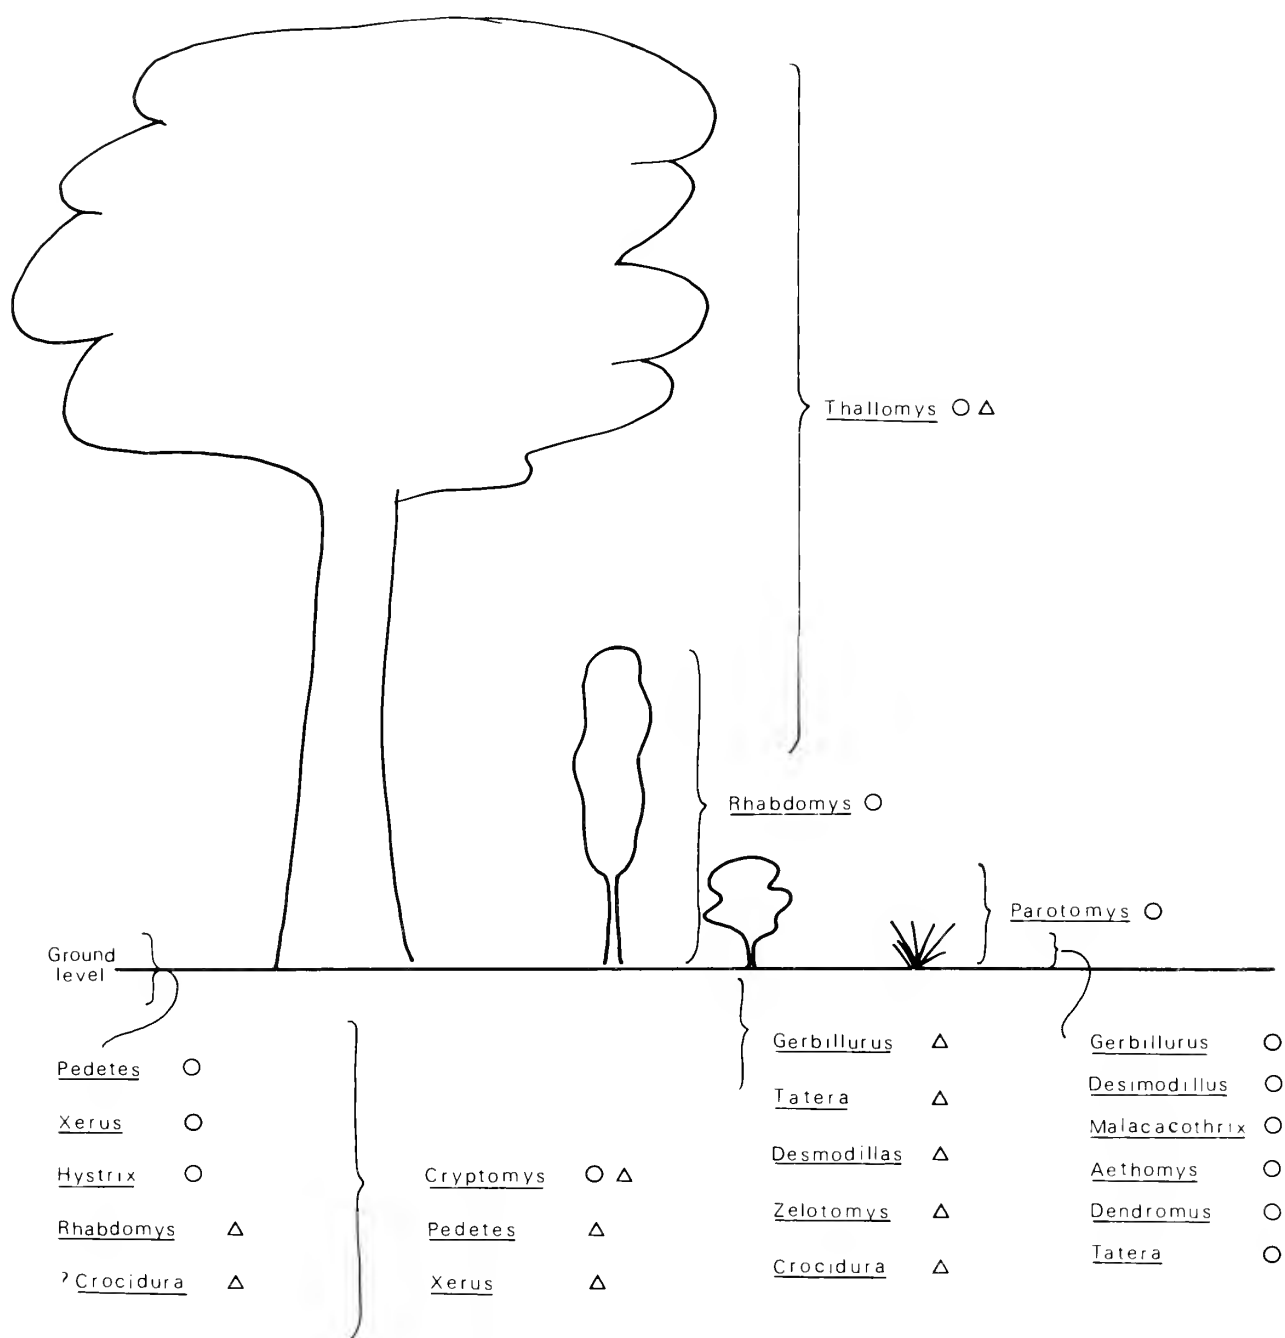 Thallomys ○ △
Rhabdomys ○
Parotomys ○
Ground
level
Pedetes ○
Xerus ○
Hystrix ○
Rhabdomys △
? Crocidura △
Cryptomys ○ △
Pedetes △
Xerus △
Gerbillurus △
Tatera △
Desmodillas △
Zelotomys △
Crocidura △
Gerbillurus ○
Desimodillus ○
Malacacothrix ○
Aethomys ○
Dendromus ○
Tatera ○